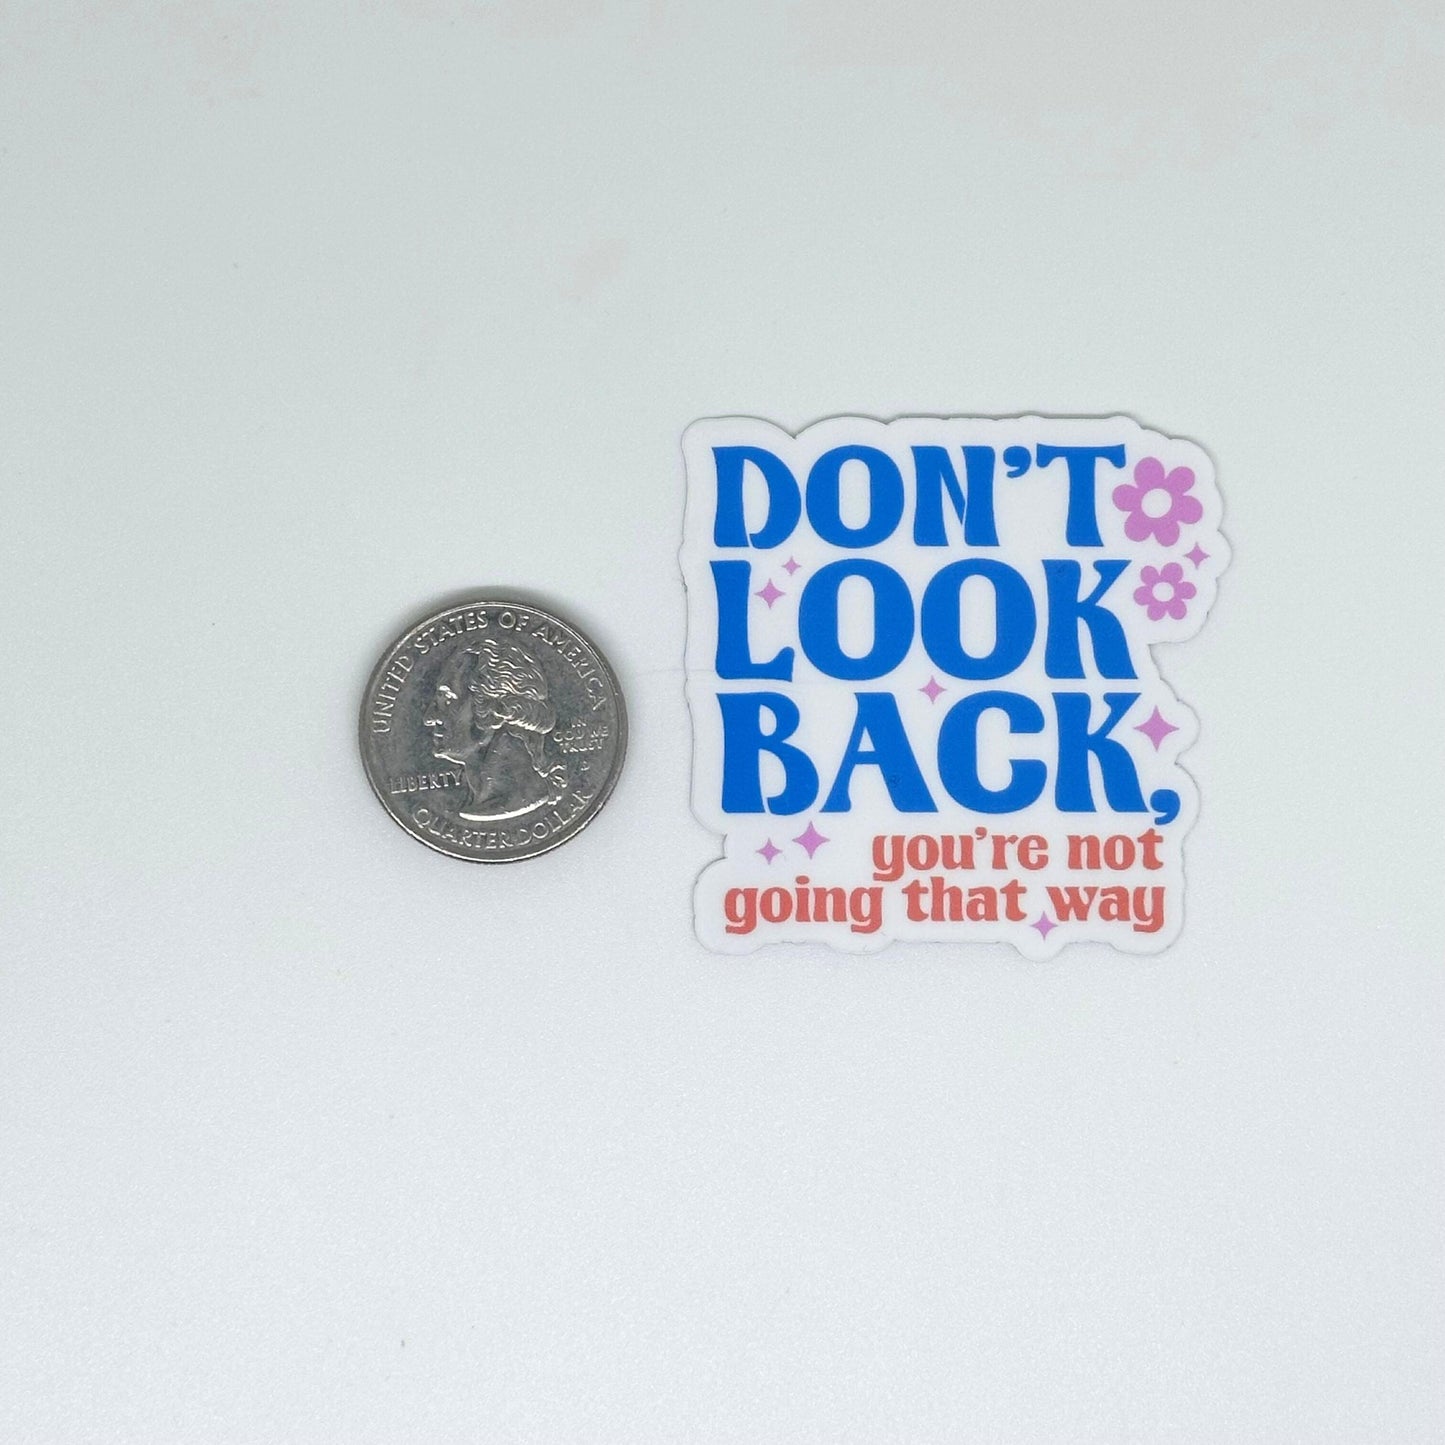 UNITED STATES OF AMERICA
LIBERTY
IN
GOD WE
TRUST
QUARTER DOLLAR
DON'T
LOOK
BACK,
you're not
going that way